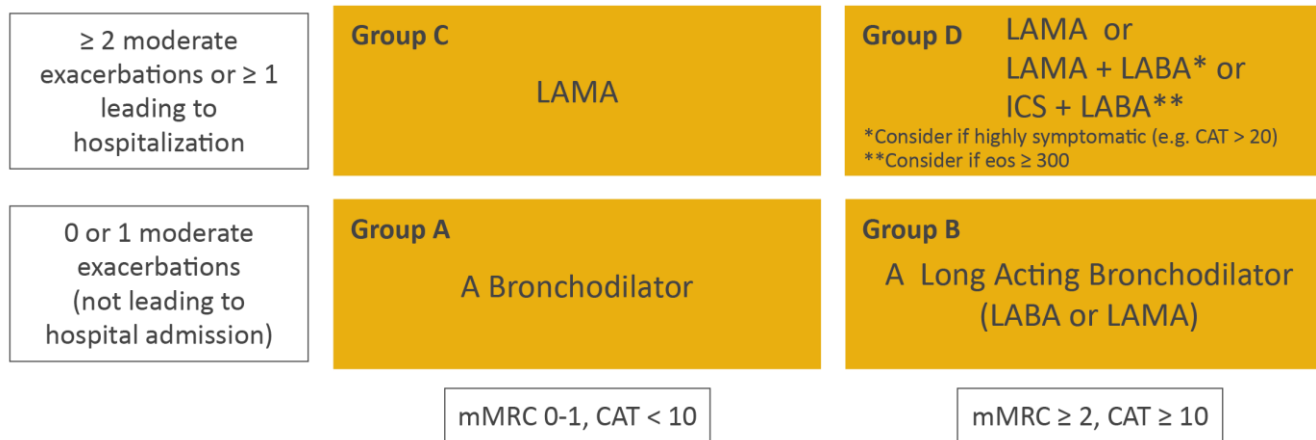 ≥ 2 moderate
exacerbations or ≥ 1
leading to
hospitalization
Group C
LAMA
Group D
LAMA or
LAMA + LABA* or
ICS + LABA**
*Consider if highly symptomatic (e.g. CAT > 20)
**Consider if eos ≥ 300
0 or 1 moderate
exacerbations
(not leading to
hospital admission)
Group A
A Bronchodilator
Group B
A Long Acting Bronchodilator
(LABA or LAMA)
mMRC 0-1, CAT < 10
mMRC ≥ 2, CAT ≥ 10